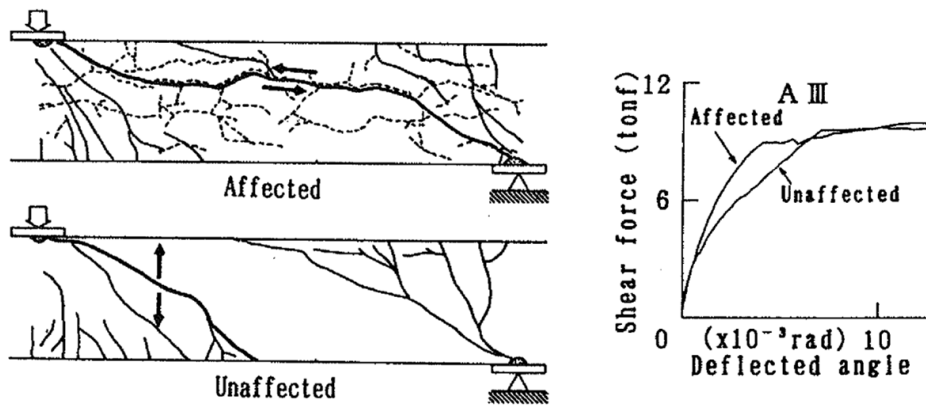 Affected
Unaffected
Shear force (tonf)
12
6
0
A III
Affected
Unaffected
(x10⁻³rad) 10
Deflected angle